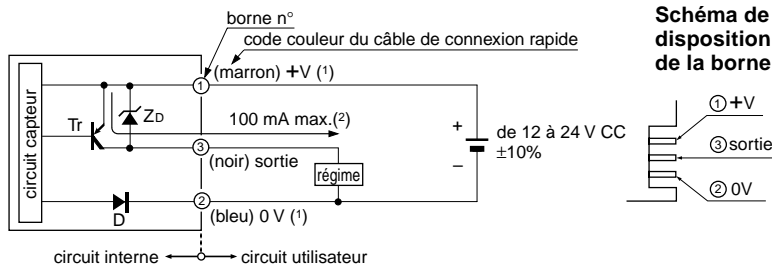 borne n°
code couleur du câble de connexion rapide
Schéma de
disposition
de la borne
(marron) +V (1)
1
circuit capteur
Tr
ZD
100 mA max.(2)
+
–
de 12 à 24 V CC
±10%
3
(noir) sortie
régime
D
2
(bleu) 0 V (1)
circuit interne
circuit utilisateur
① +V
③ sortie
② 0V